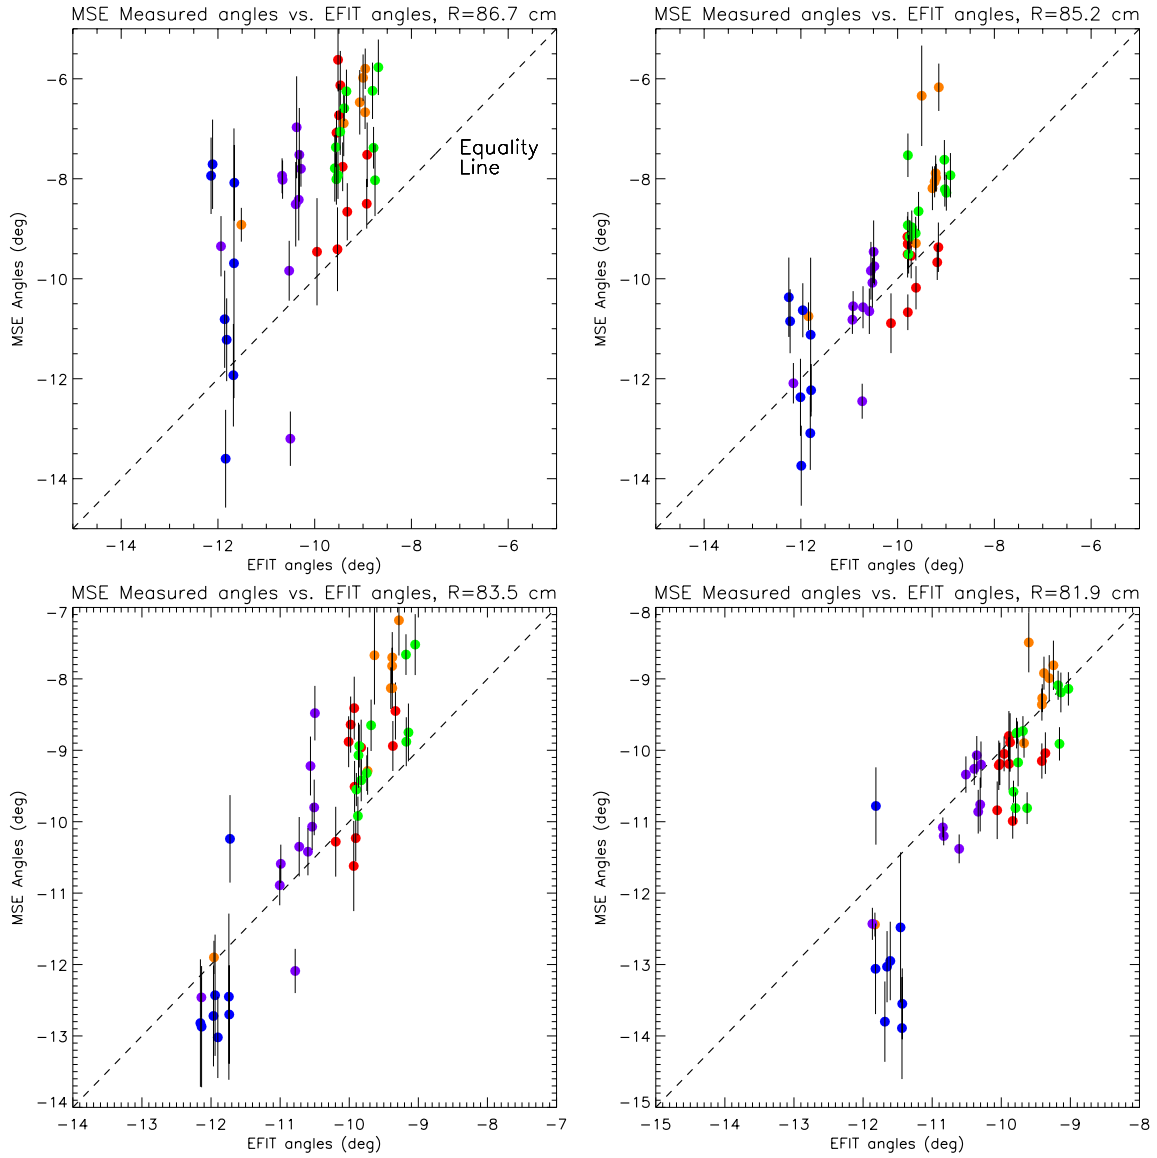 MSE Measured angles vs. EFIT angles, R=86.7 cm
-6
-8
-10
-12
-14
MSE Angles (deg)
Equality
Line
-14 -12 -10 -8 -6
EFIT angles (deg)
MSE Measured angles vs. EFIT angles, R=85.2 cm
-6
-8
-10
-12
-14
MSE Angles (deg)
-14 -12 -10 -8 -6 -4
EFIT angles (deg)
MSE Measured angles vs. EFIT angles, R=83.5 cm
-7
-8
-9
-10
-11
-12
-13
-14
MSE Angles (deg)
-14 -13 -12 -11 -10 -9 -8 -7
EFIT angles (deg)
MSE Measured angles vs. EFIT angles, R=81.9 cm
-8
-9
-10
-11
-12
-13
-14
-15
MSE Angles (deg)
-15 -14 -13 -12 -11 -10 -9 -8
EFIT angles (deg)